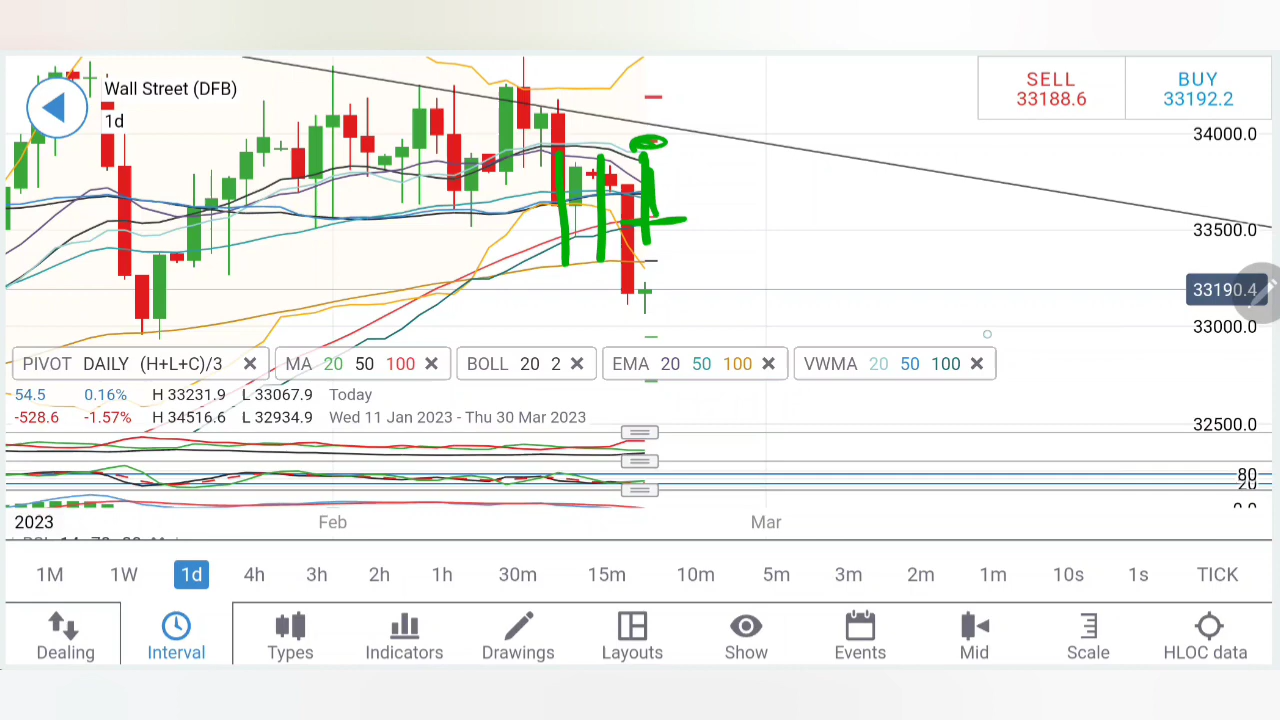 Wall Street (DFB)
1d
SELL
33188.6
BUY
33192.2
34000.0
33500.0
33190.4
33000.0
PIVOT DAILY (H+L+C)/3
MA 20 50 100
BOLL 20 2
EMA 20 50 100
VWMA 20 50 100
54.5 0.16% H 33231.9 L 33067.9 Today
-528.6 -1.57% H 34516.6 L 32934.9 Wed 11 Jan 2023 - Thu 30 Mar 2023
32500.0
80
20
2023 Feb Mar
1M 1W 1d 4h 3h 2h 1h 30m 15m 10m 5m 3m 2m 1m 10s 1s TICK
Dealing Interval Types Indicators Drawings Layouts Show Events Mid Scale HLOC data